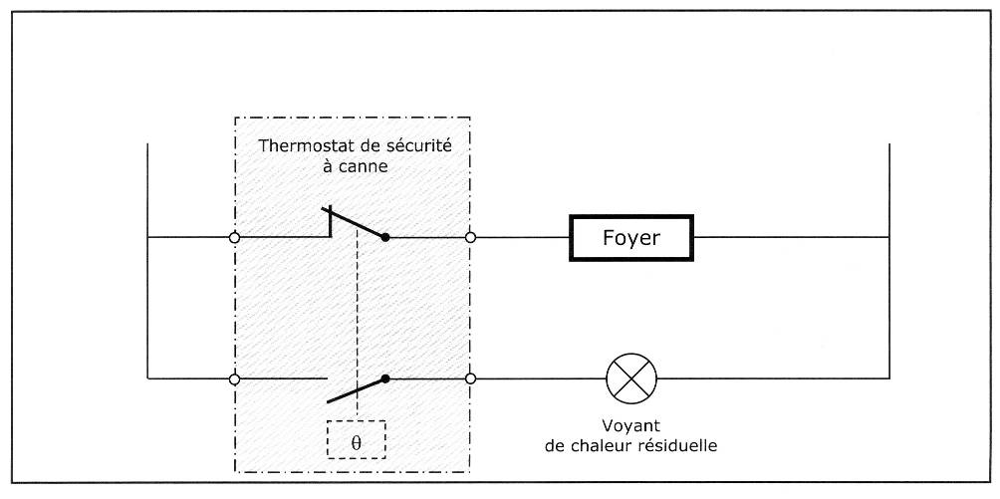 Thermostat de sécurité
à canne
Foyer
θ
Voyant
de chaleur résiduelle